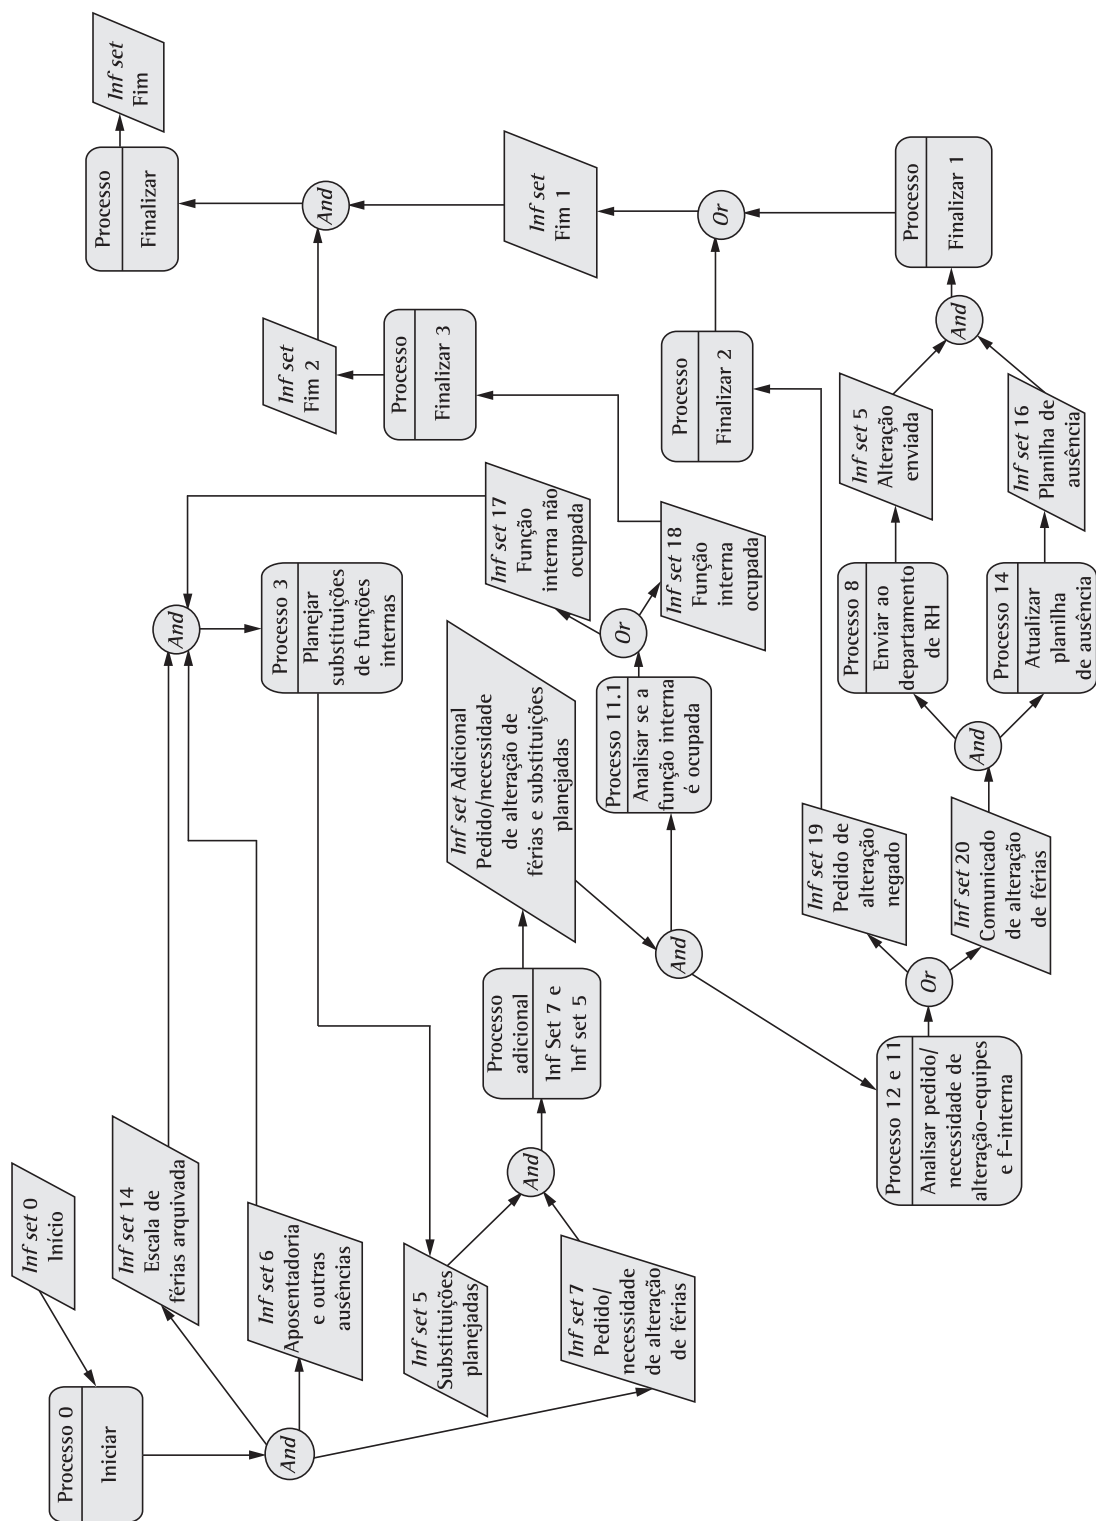 Inf set 0
Início
Processo 0
Iniciar
And
Inf set 14
Escala de
férias arquivada
Inf set 6
Aposentadoria
e outras
ausências
Inf set 5
Substituições
planejadas
Inf set 7
Pedido/
necessidade
de alteração
de férias
And
Processo
adicional
Inf Set 7 e
Inf set 5
Inf set Adicional
Pedido/necessidade
de alteração de
férias e substituições
planejadas
And
Processo 3
Planejar
substituições
de funções
internas
And
Processo 11.1
Analisar se a
função interna
é ocupada
Or
Inf set 17
Função
interna não
ocupada
Inf set 18
Função
interna
ocupada
Processo 12 e 11
Analisar pedido/
necessidade de
alteração-equipes
e f-interna
Or
Inf set 19
Pedido de
alteração
negado
Inf set 20
Comunicado
de alteração
de férias
And
Processo 8
Enviar ao
departamento
de RH
Processo 14
Atualizar
planilha
de ausência
Inf set 5
Alteração
enviada
Inf set 16
Planilha de
ausência
And
Processo
Finalizar 1
Processo
Finalizar 2
Or
Inf set
Fim 1
Processo
Finalizar 3
Inf set
Fim 2
And
Processo
Finalizar
Inf set
Fim